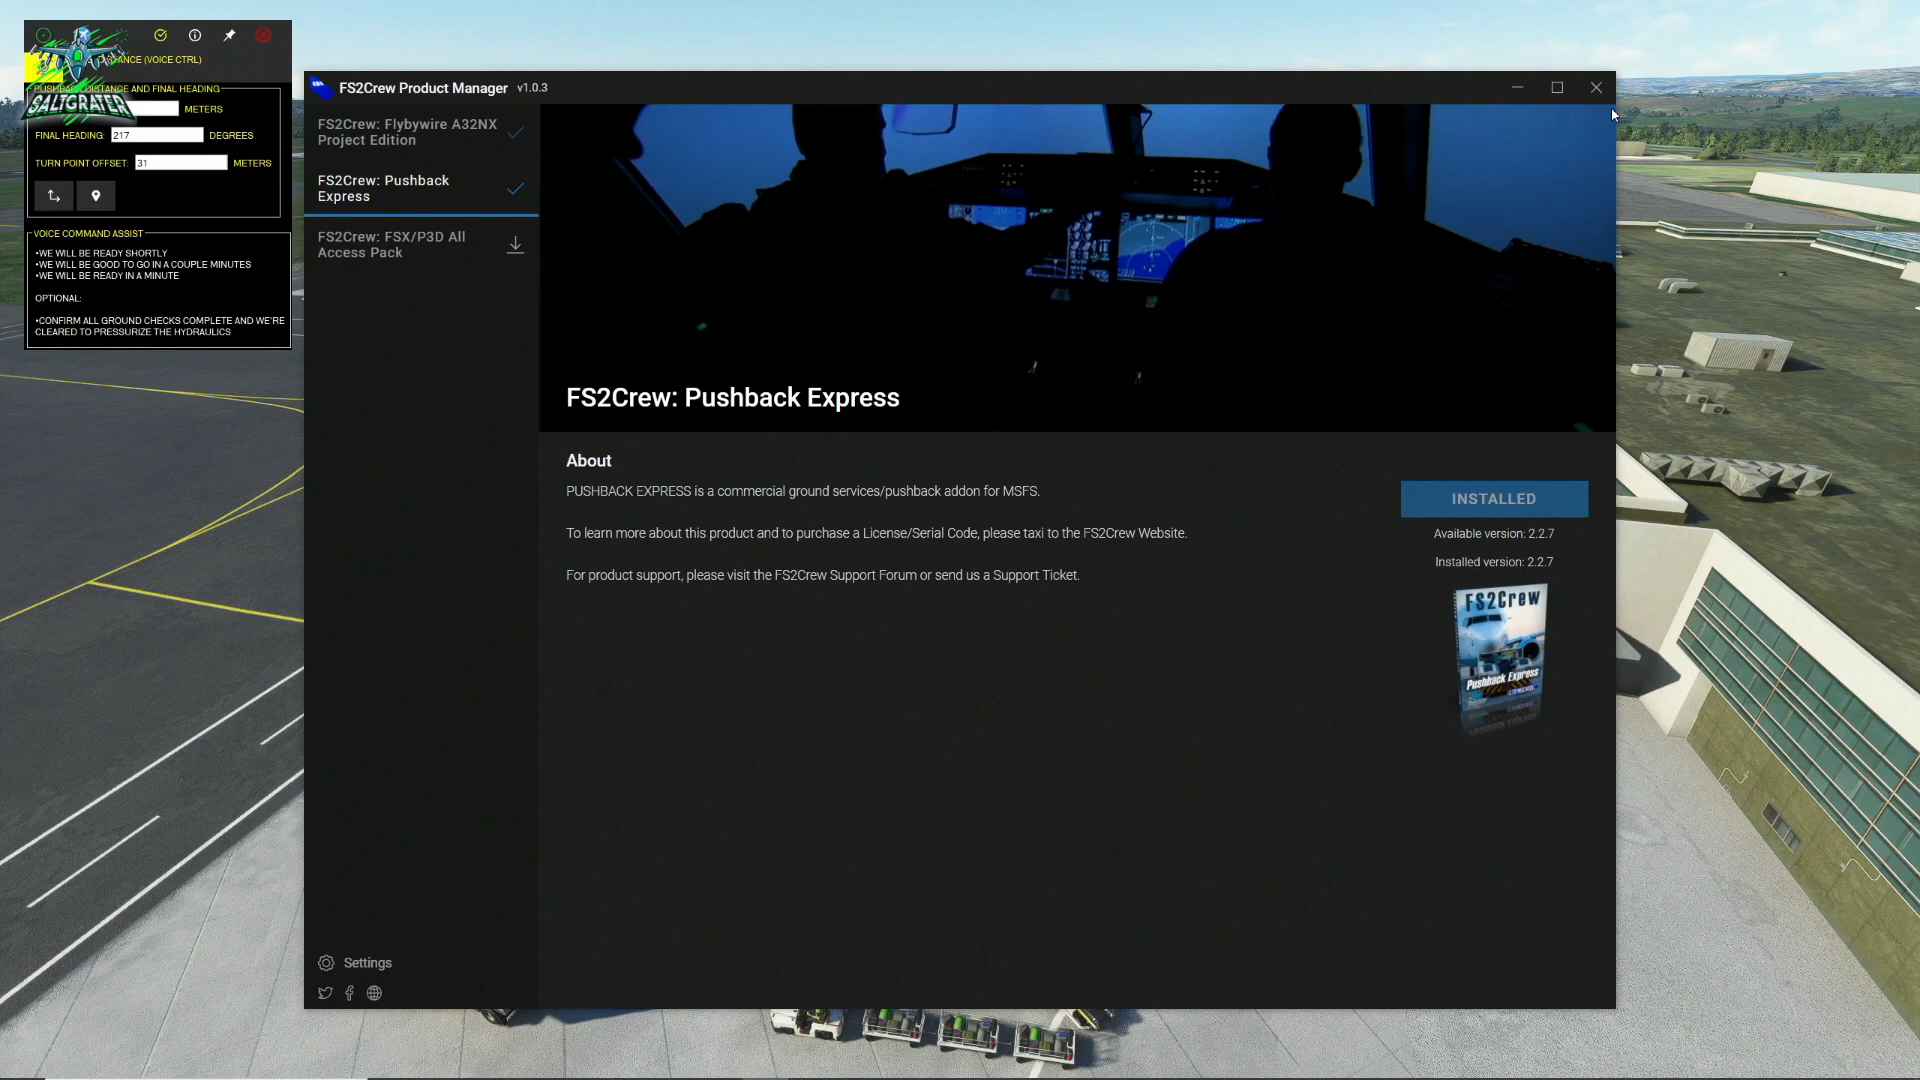 DISTANCE (VOICE CTRL)
PUSHBACK DISTANCE AND FINAL HEADING
SALTGRATER
METERS
FINAL HEADING: 217 DEGREES
TURN POINT OFFSET: 31 METERS
VOICE COMMAND ASSIST
•WE WILL BE READY SHORTLY
•WE WILL BE GOOD TO GO IN A COUPLE MINUTES
•WE WILL BE READY IN A MINUTE
OPTIONAL:
•CONFIRM ALL GROUND CHECKS COMPLETE AND WE'RE
CLEARED TO PRESSURIZE THE HYDRAULICS
FS2Crew Product Manager v1.0.3
FS2Crew: Flybywire A32NX
Project Edition
FS2Crew: Pushback
Express
FS2Crew: FSX/P3D All
Access Pack
Settings
FS2Crew: Pushback Express
About
PUSHBACK EXPRESS is a commercial ground services/pushback addon for MSFS.
To learn more about this product and to purchase a License/Serial Code, please taxi to the FS2Crew Website.
For product support, please visit the FS2Crew Support Forum or send us a Support Ticket.
INSTALLED
Available version: 2.2.7
Installed version: 2.2.7
FS2Crew
Pushback Express